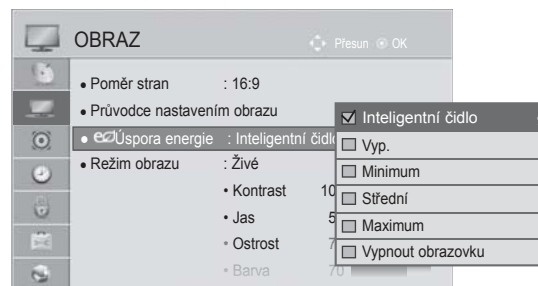 OBRAZ
Přesun OK
• Poměr stran : 16:9
• Průvodce nastavením obrazu
• Úspora energie : Inteligentní čidlo
• Režim obrazu : Živé
• Kontrast 10
• Jas 5
• Ostrost 7
• Barva 70
Inteligentní čidlo
Vyp.
Minimum
Střední
Maximum
Vypnout obrazovku